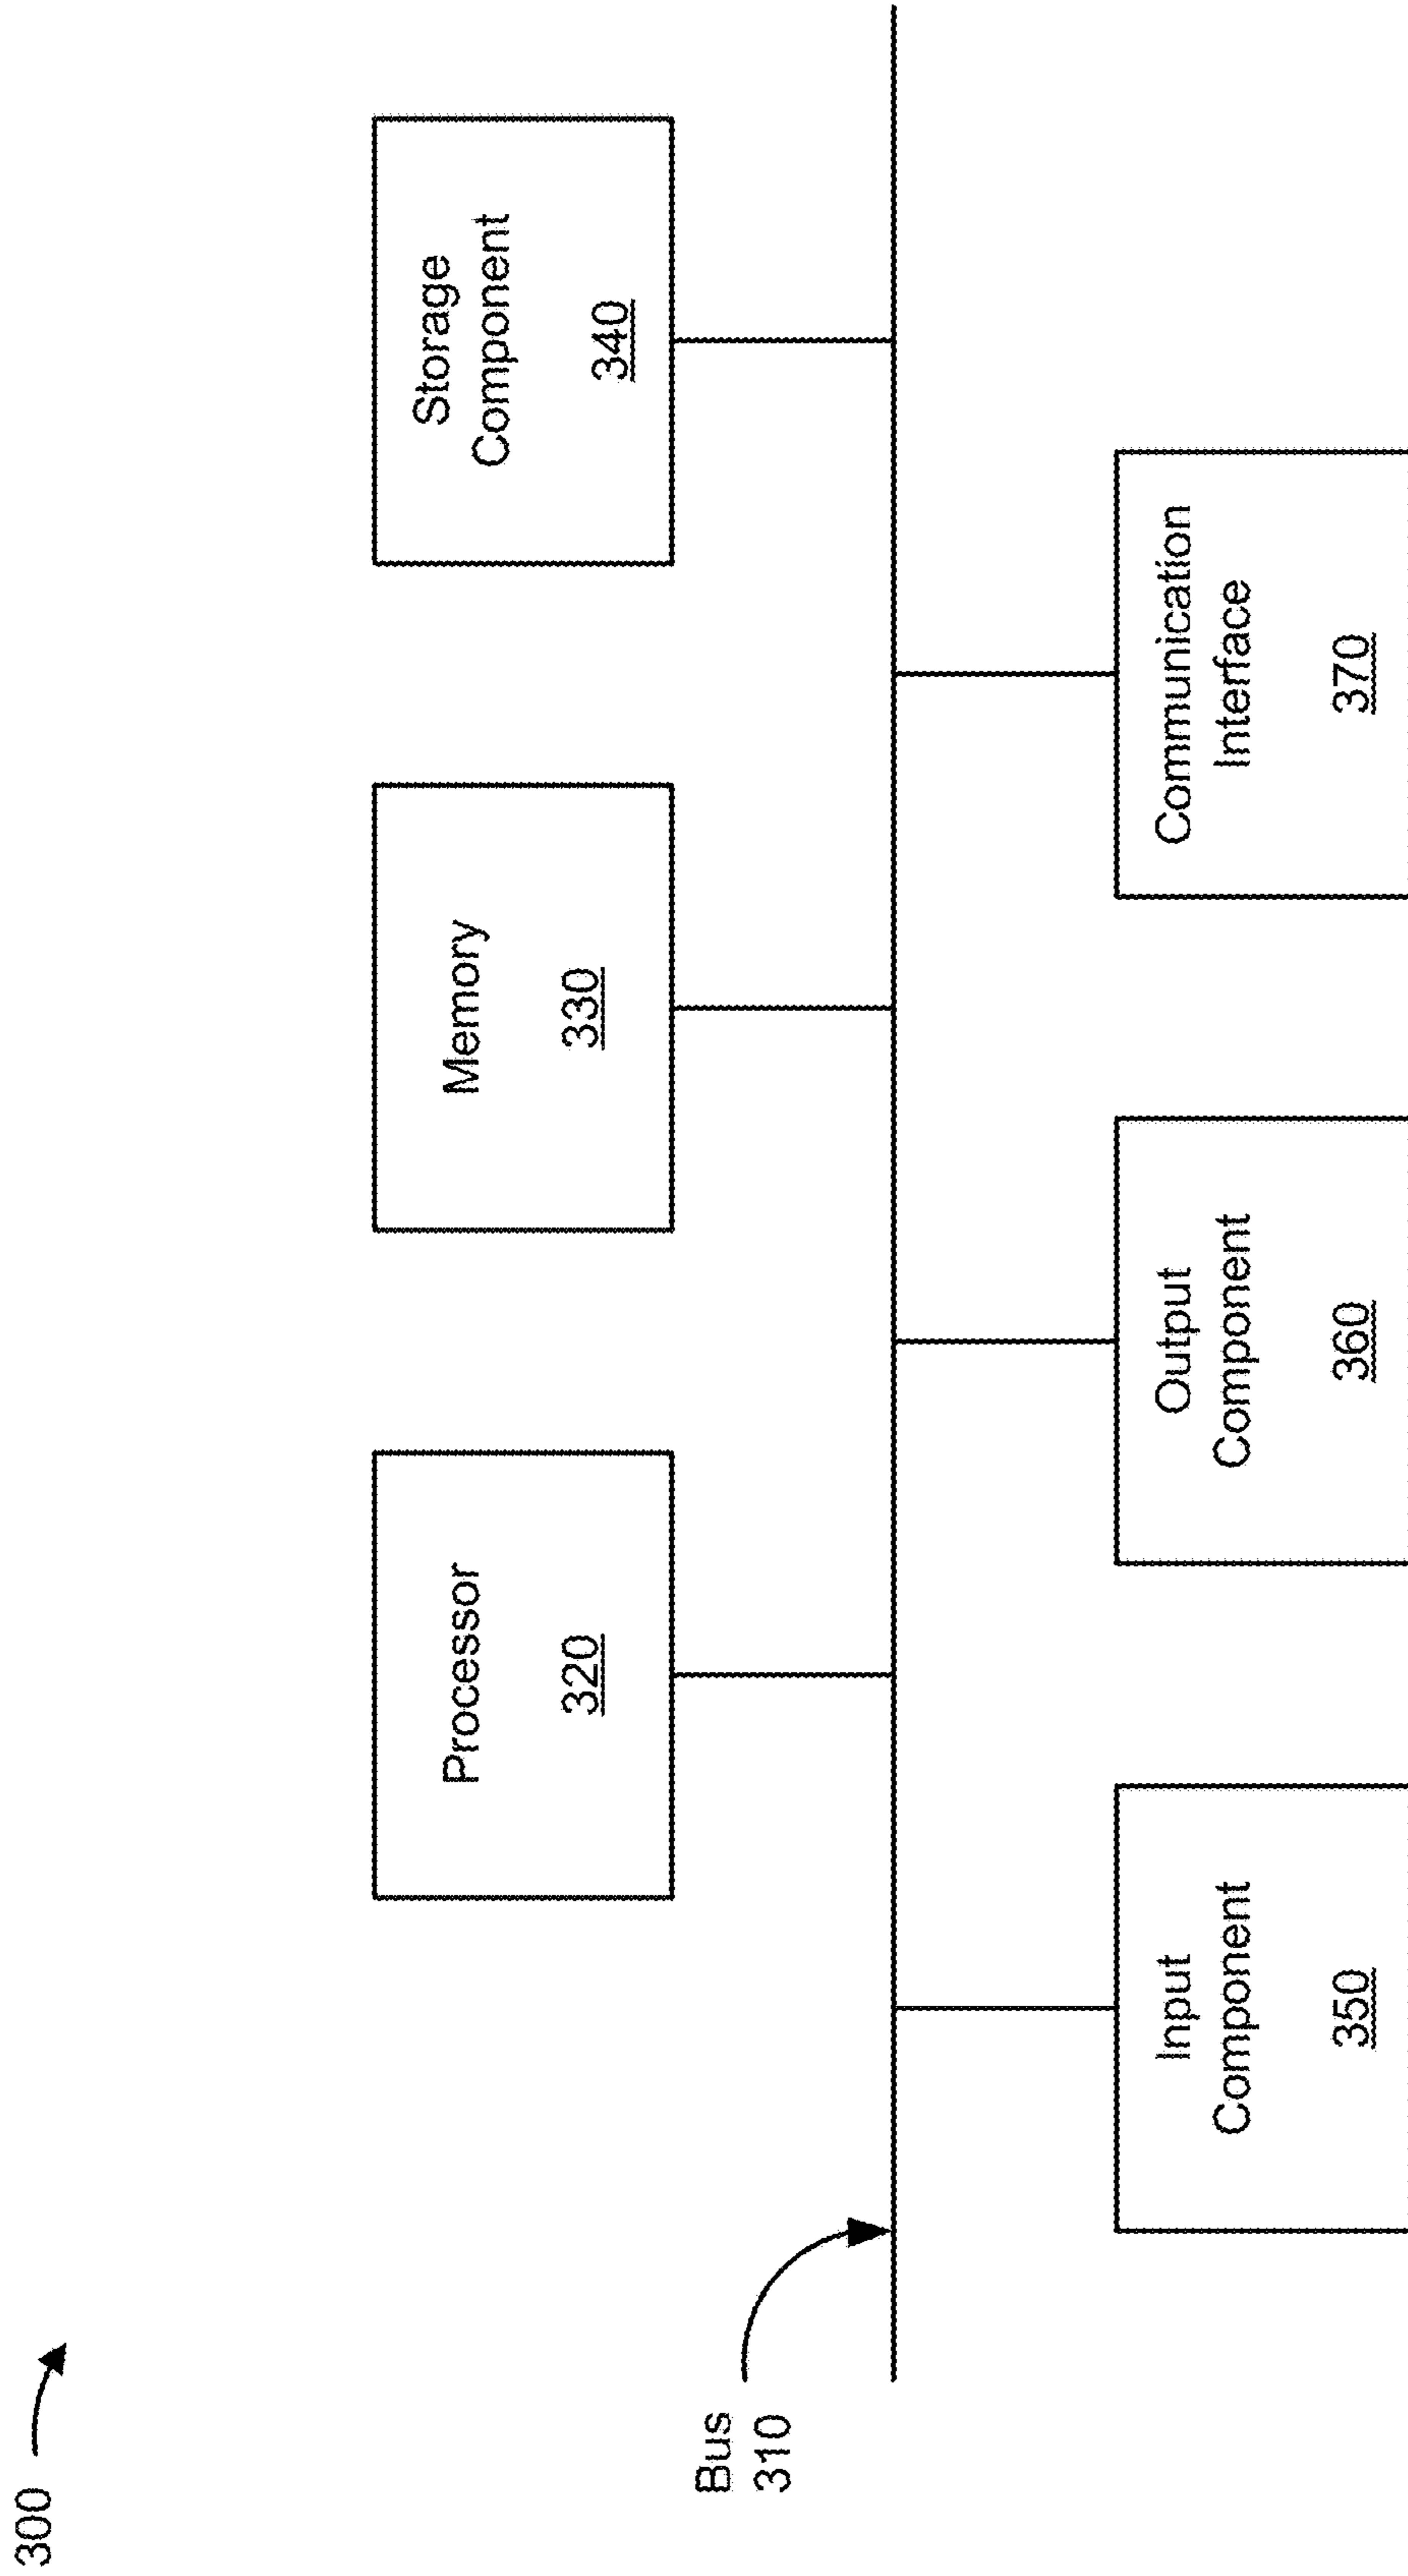 300
Bus
310
Processor
320
Memory
330
Storage
Component
340
Input
Component
350
Output
Component
360
Communication
Interface
370